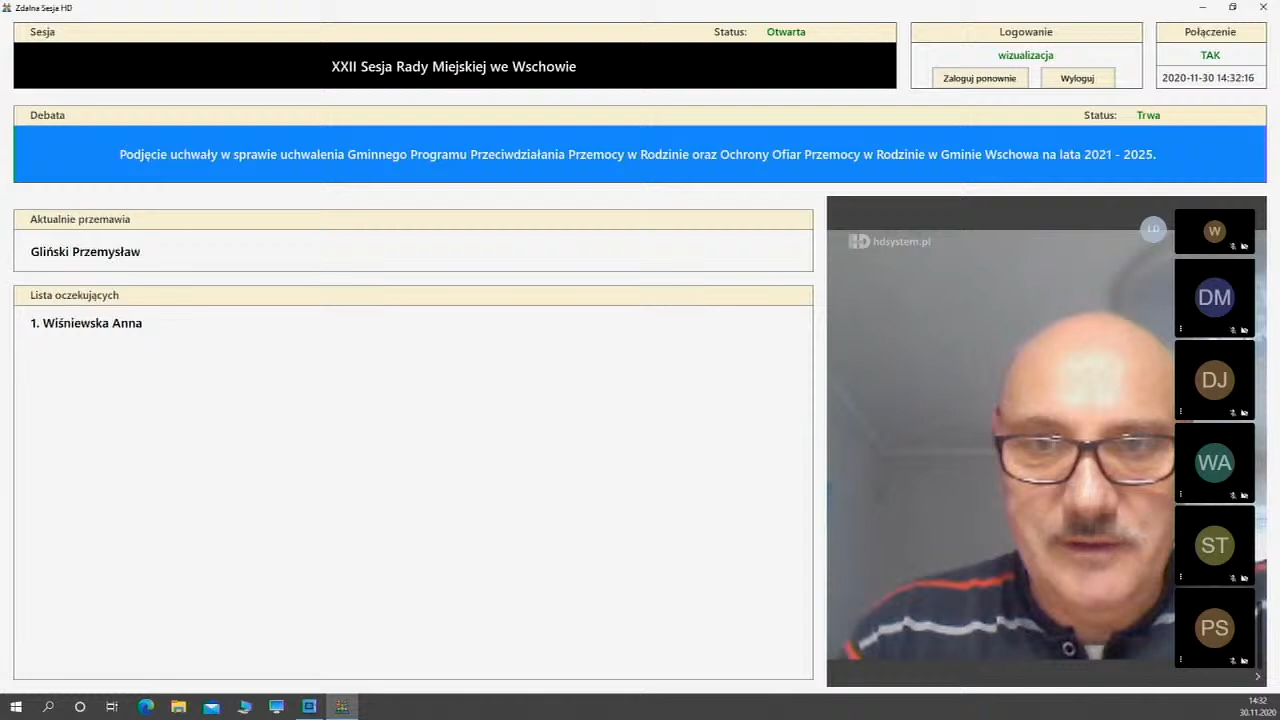 Zdalna Sesja HD
Sesja
Status: Otwarta
XXII Sesja Rady Miejskiej we Wschowie
Logowanie
wizualizacja
Zaloguj ponownie
Wyloguj
Połączenie
TAK
2020-11-30 14:32:16
Debata
Status: Trwa
Podjęcie uchwały w sprawie uchwalenia Gminnego Programu Przeciwdziałania Przemocy w Rodzinie oraz Ochrony Ofiar Przemocy w Rodzinie w Gminie Wschowa na lata 2021 - 2025.
Aktualnie przemawia
Gliński Przemysław
Lista oczekujących
1. Wiśniewska Anna
HD hdsystem.pl
LD
W
DM
DJ
WA
ST
PS
14:32
30.11.2020